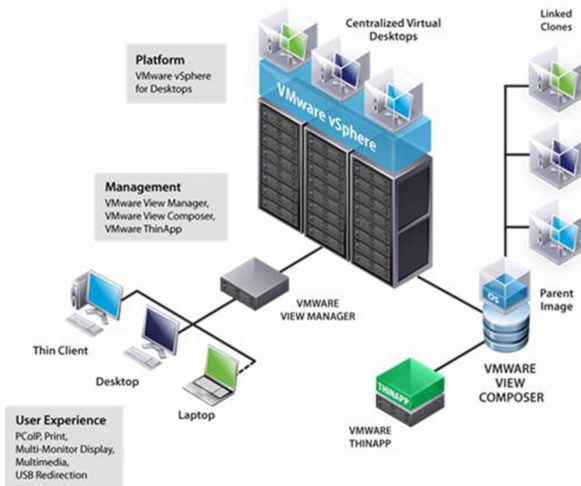 Centralized Virtual
Desktops
Linked
Clones
Platform
VMware vSphere
for Desktops
VMware vSphere
Management
VMware View Manager,
VMware View Composer,
VMware ThinApp
VMWARE
VIEW MANAGER
OS
Parent
Image
Thin Client
Desktop
Laptop
VMWARE
VIEW
COMPOSER
THINAPP
VMWARE
THINAPP
User Experience
PCoIP, Print,
Multi-Monitor Display,
Multimedia,
USB Redirection